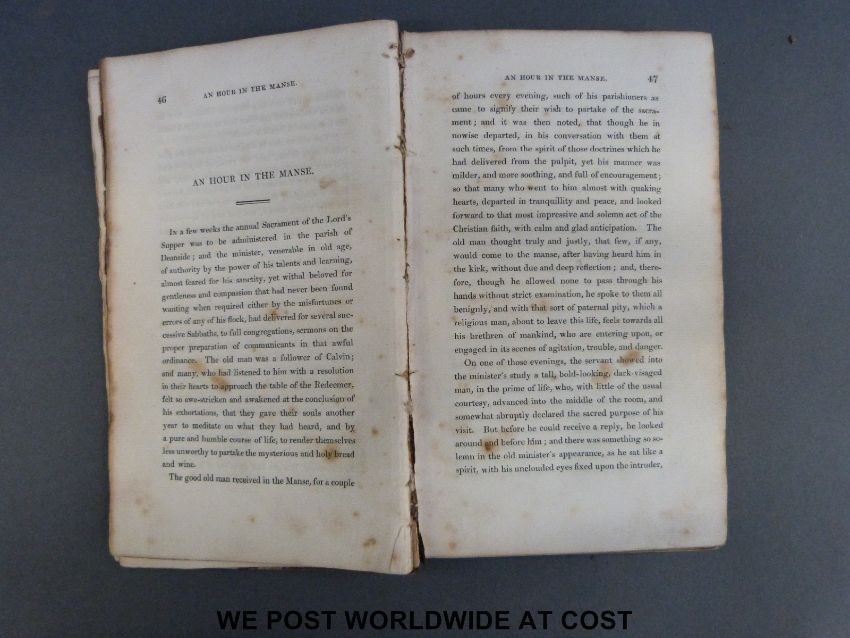 46
AN HOUR IN THE MANSE.
AN HOUR IN THE MANSE.
In a few weeks the annual Sacrament of the Lord's
Supper was to be administered in the parish of
Deanside; and the minister, venerable in old age,
of authority by the power of his talents and learning,
almost feared for his sanctity, yet withal beloved for
gentleness and compassion that had never been found
wanting when required either by the misfortunes or
errors of any of his flock, had delivered for several suc-
cessive Sabbaths, to full congregations, sermons on the
proper preparation of communicants in that awful
ordinance. The old man was a follower of Calvin;
and many, who had listened to him with a resolution
in their hearts to approach the table of the Redeemer,
felt so awe-stricken and awakened at the conclusion of
his exhortations, that they gave their souls another
year to meditate on what they had heard, and by
a pure and humble course of life, to render themselves
less unworthy to partake the mysterious and holy bread
and wine.
The good old man received in the Manse, for a couple
AN HOUR IN THE MANSE.
47
of hours every evening, such of his parishioners as
came to signify their wish to partake of the sacra-
ment; and it was then noted, that though he in
nowise departed, in his conversation with them at
such times, from the spirit of those doctrines which he
had delivered from the pulpit, yet his manner was
milder, and more soothing, and full of encouragement;
so that many who went to him almost with quaking
hearts, departed in tranquillity and peace, and looked
forward to that most impressive and solemn act of the
Christian faith, with calm and glad anticipation. The
old man thought truly and justly, that few, if any,
would come to the manse, after having heard him in
the kirk, without due and deep reflection; and, there-
fore, though he allowed none to pass through his
hands without strict examination, he spoke to them all
benignly, and with that sort of paternal pity, which a
religious man, about to leave this life, feels towards all
his brethren of mankind, who are entering upon, or
engaged in its scenes of agitation, trouble, and danger.
On one of those evenings, the servant showed into
the minister's study a tall, bold-looking, dark-visaged
man, in the prime of life, who, with little of the usual
courtesy, advanced into the middle of the room, and
somewhat abruptly declared the sacred purpose of his
visit. But before he could receive a reply, he looked
around and before him; and there was something so so-
lemn in the old minister's appearance, as he sat like a
spirit, with his unclouded eyes fixed upon the intruder,
WE POST WORLDWIDE AT COST